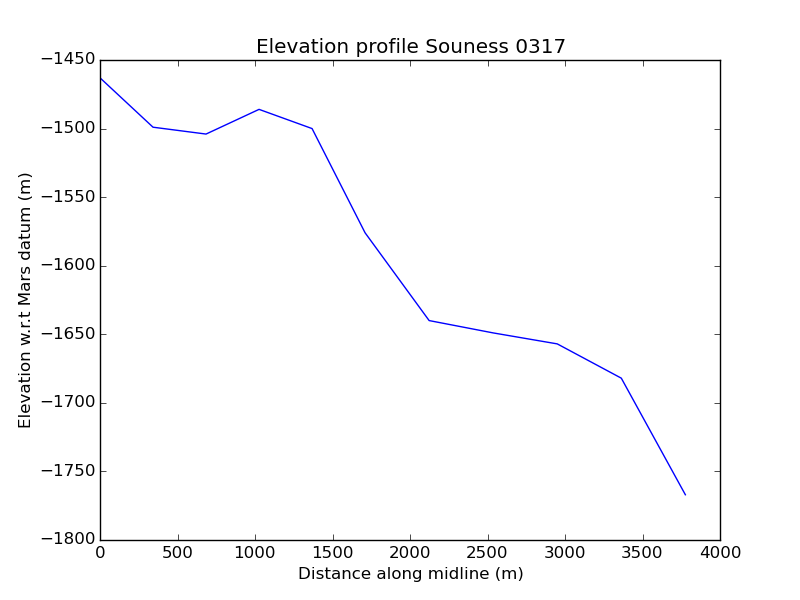 Elevation profile Souness 0317
Elevation w.r.t Mars datum (m)
−1450
−1500
−1550
−1600
−1650
−1700
−1750
−1800
0 500 1000 1500 2000 2500 3000 3500 4000
Distance along midline (m)